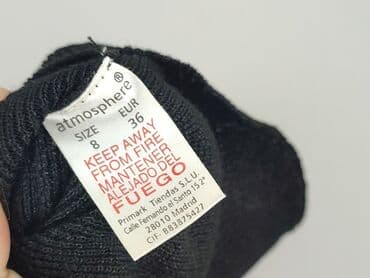 atmosphere®
SIZE EUR
8 36
KEEP AWAY
FROM FIRE
MANTENER
ALEJADO DEL
FUEGO
Primark Tiendas S.L.U.
Calle Fernando el Santo 15 2ª
28010 Madrid
CIF: B83875427